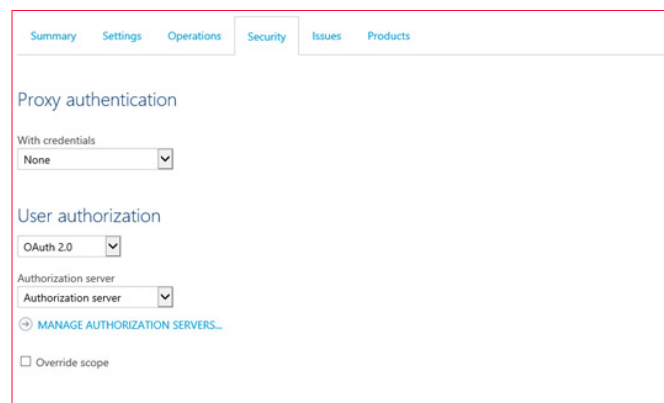 Summary Settings Operations Security Issues Products
Proxy authentication
With credentials
None
User authorization
OAuth 2.0
Authorization server
Authorization server
MANAGE AUTHORIZATION SERVERS...
Override scope